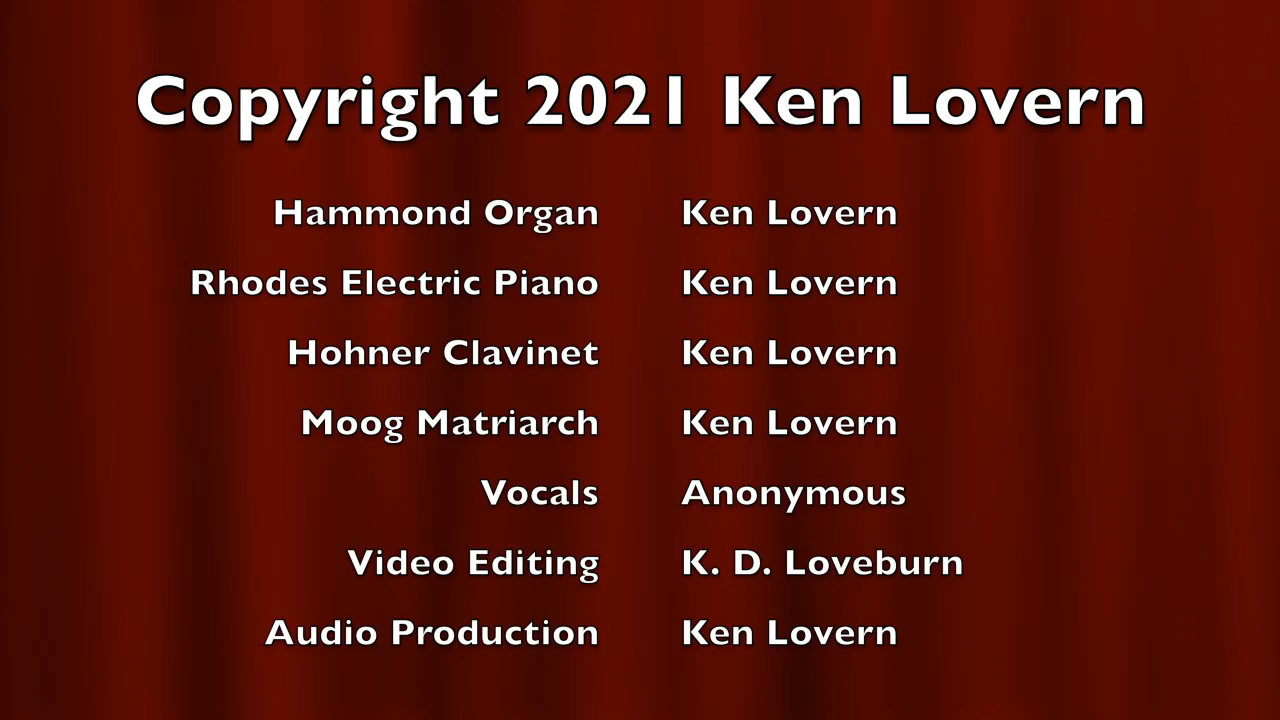 Copyright 2021 Ken Lovern
Hammond Organ Ken Lovern
Rhodes Electric Piano Ken Lovern
Hohner Clavinet Ken Lovern
Moog Matriarch Ken Lovern
Vocals Anonymous
Video Editing K. D. Loveburn
Audio Production Ken Lovern